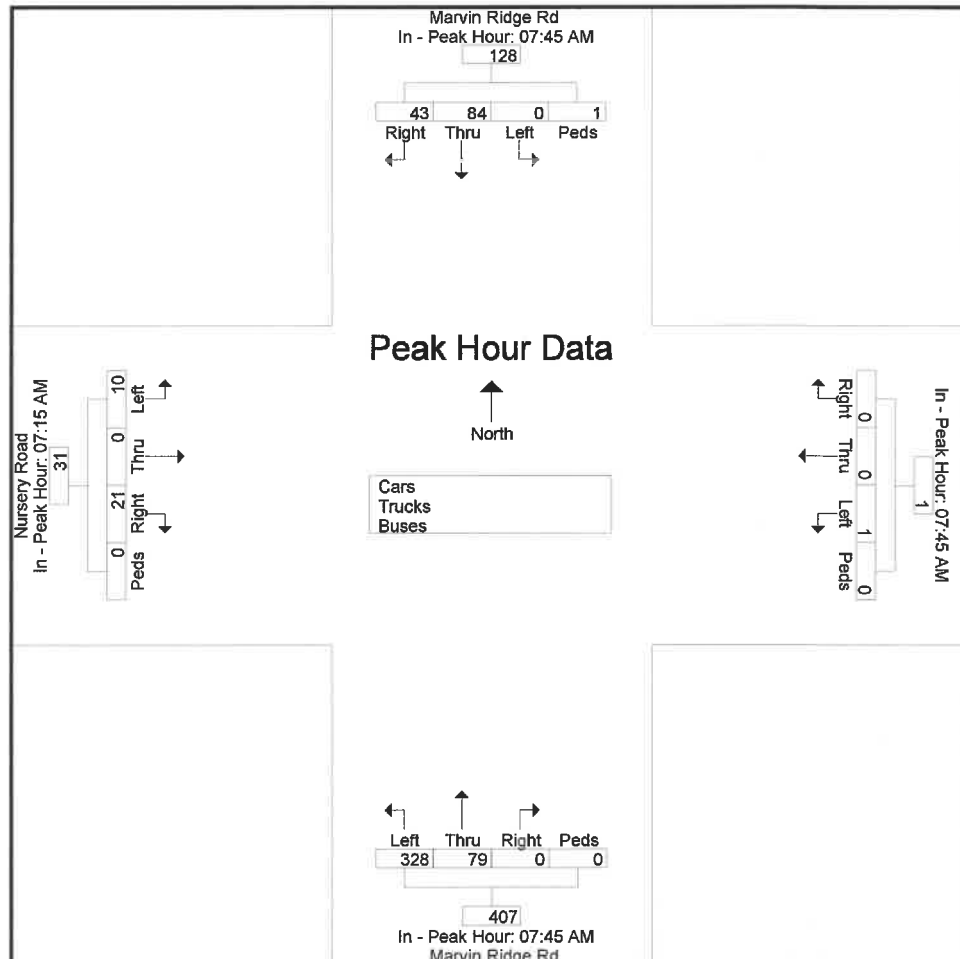 Marvin Ridge Rd
In - Peak Hour: 07:45 AM
128
43 84 0 1
Right Thru Left Peds
Peak Hour Data
North
Cars
Trucks
Buses
Nursery Road
In - Peak Hour: 07:15 AM
31
10 0 21 0
Left Thru Right Peds
Right Thru Left Peds
0 0 1 0
1
In - Peak Hour: 07:45 AM
Left Thru Right Peds
328 79 0 0
407
In - Peak Hour: 07:45 AM
Marvin Ridge Rd